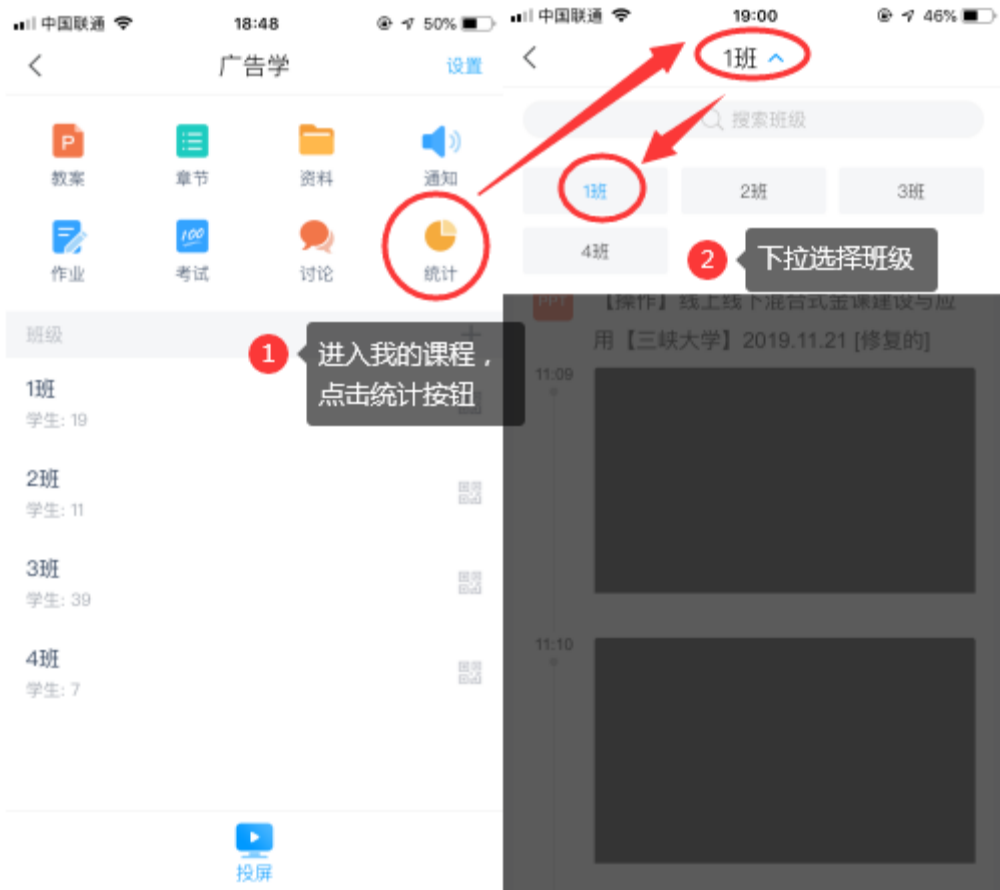 中国联通
18:48
50%
广告学
设置
P
教案
章节
资料
通知
作业
100
考试
讨论
统计
班级
1
进入我的课程，
点击统计按钮
1班
学生: 19
2班
学生: 11
3班
学生: 39
4班
学生: 7
投屏
中国联通
19:00
46%
1班
搜索班级
1班
2班
3班
4班
2
下拉选择班级
PPT
【操作】线上线下混合式金课建设与应
用【三峡大学】2019.11.21 [修复的]
11:09
11:10